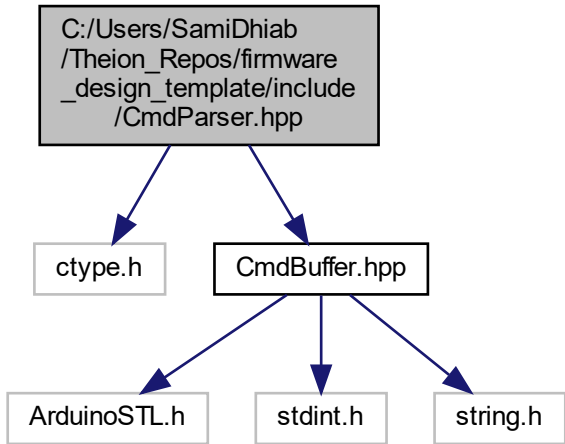 C:/Users/SamiDhiab
/Theion_Repos/firmware
_design_template/include
/CmdParser.hpp
ctype.h
CmdBuffer.hpp
ArduinoSTL.h
stdint.h
string.h